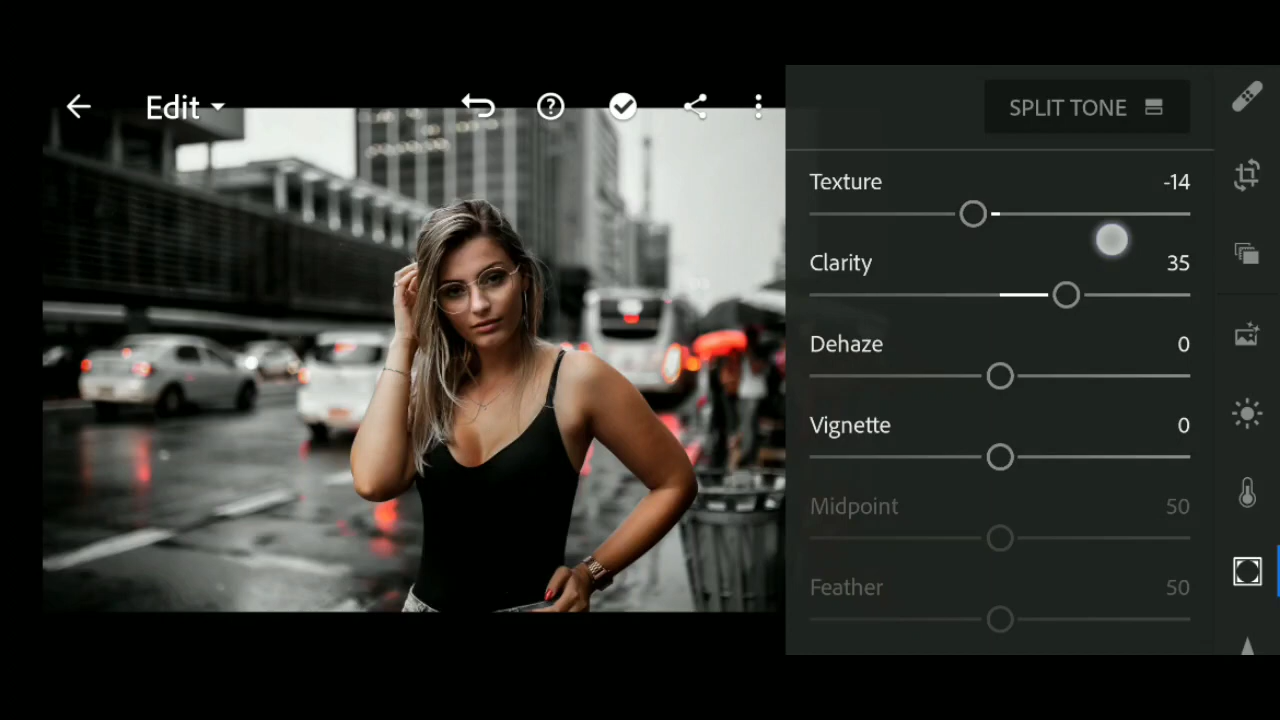 Edit
SPLIT TONE
Texture -14
Clarity 35
Dehaze 0
Vignette 0
Midpoint 50
Feather 50